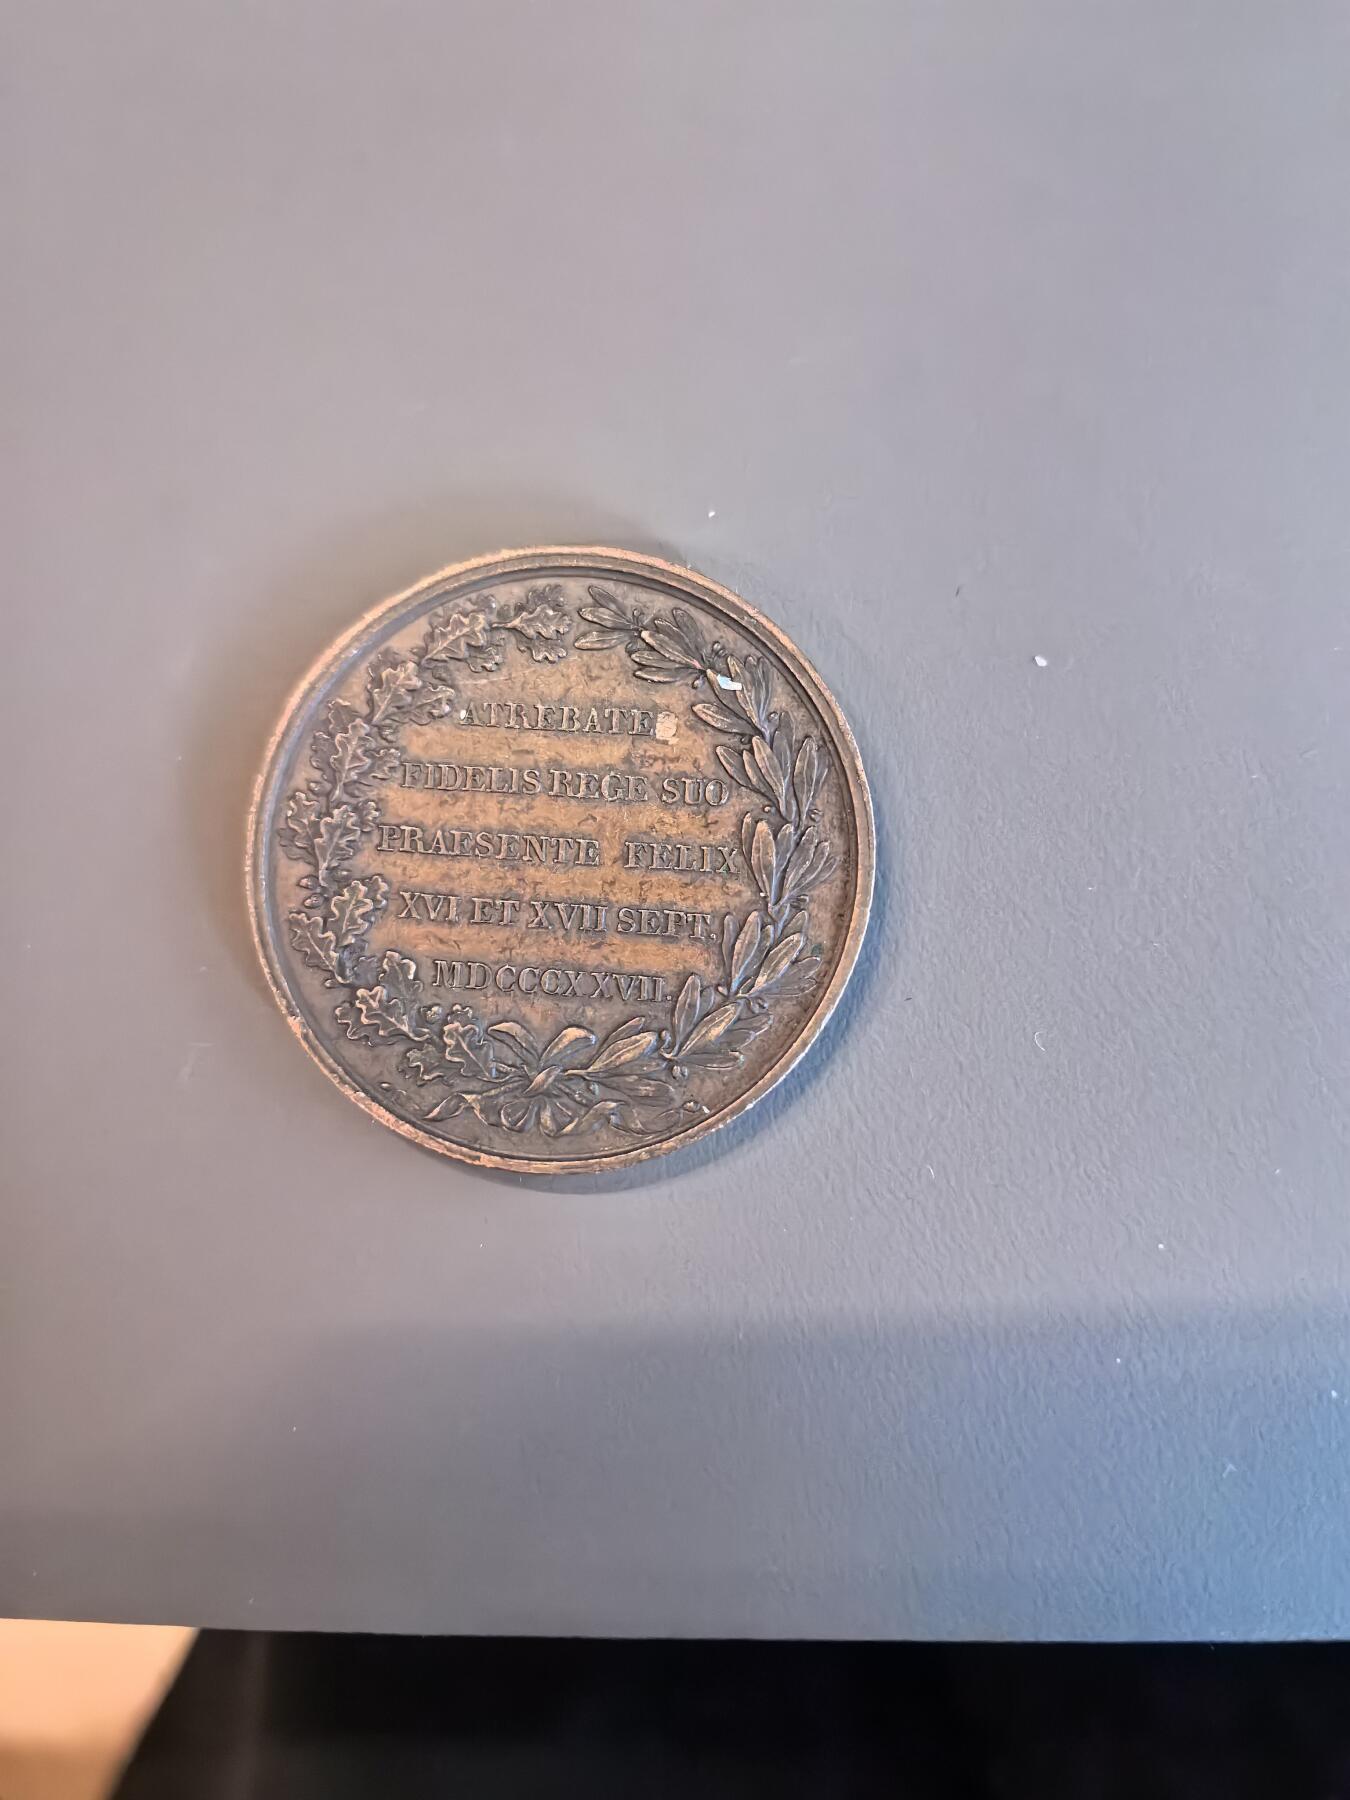 ATREBATES
FIDELIS REGE SUO
PRAESENTE FELIX
XVI ET XVII SEPT.
MDCCCXXVII.